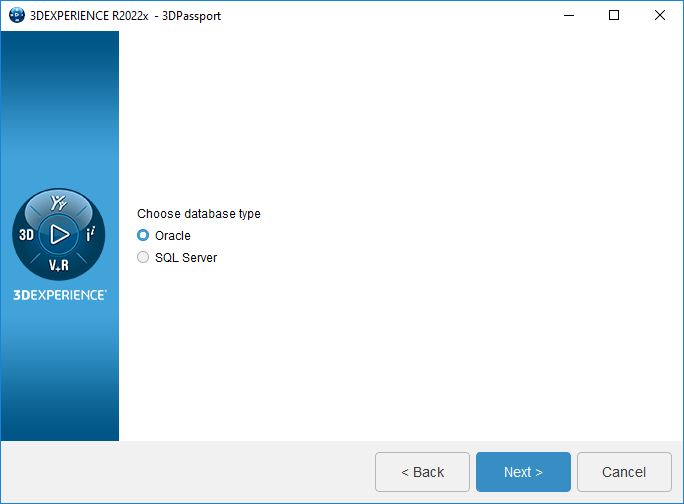 3DEXPERIENCE R2022x - 3DPassport
3D
V+R
i
3DEXPERIENCE
Choose database type
Oracle
SQL Server
< Back
Next >
Cancel